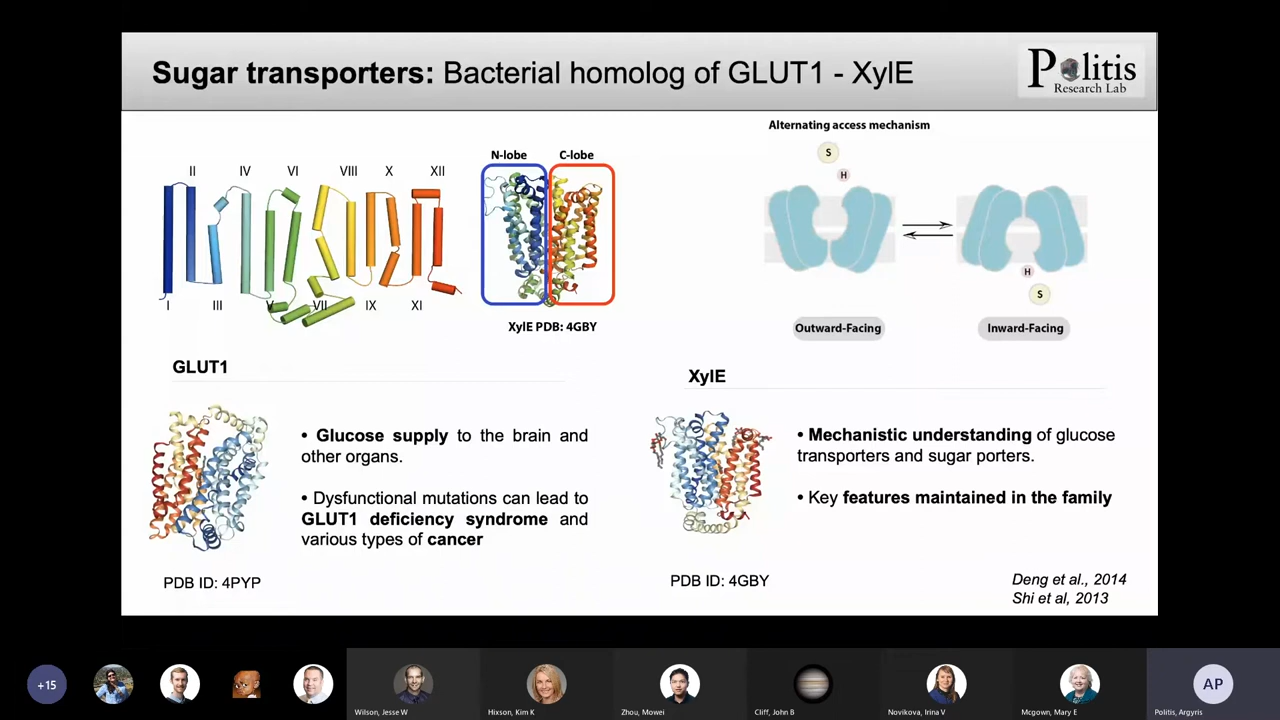 Sugar transporters: Bacterial homolog of GLUT1 - XylE
Politis
Research Lab
II IV VI VIII X XII
I III V VII IX XI
N-lobe C-lobe
XylE PDB: 4GBY
Alternating access mechanism
S
H
H
S
Outward-Facing
Inward-Facing
GLUT1
• Glucose supply to the brain and
other organs.
• Dysfunctional mutations can lead to
GLUT1 deficiency syndrome and
various types of cancer
PDB ID: 4PYP
XylE
• Mechanistic understanding of glucose
transporters and sugar porters.
• Key features maintained in the family
PDB ID: 4GBY
Deng et al., 2014
Shi et al, 2013
+15
AP
Wilson, Jesse W
Hixson, Kim K
Zhou, Mowei
Cliff, John B
Novikova, Irina V
Mcgown, Mary E
Politis, Argyris